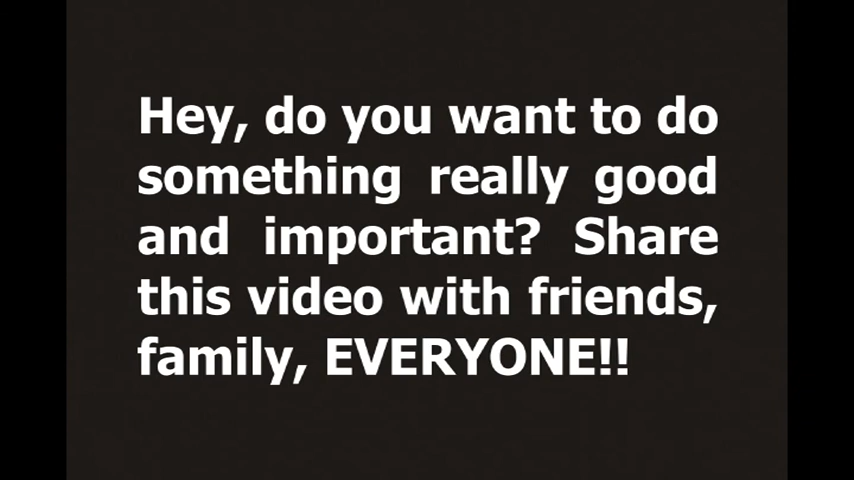 Hey, do you want to do
something really good
and important? Share
this video with friends,
family, EVERYONE!!